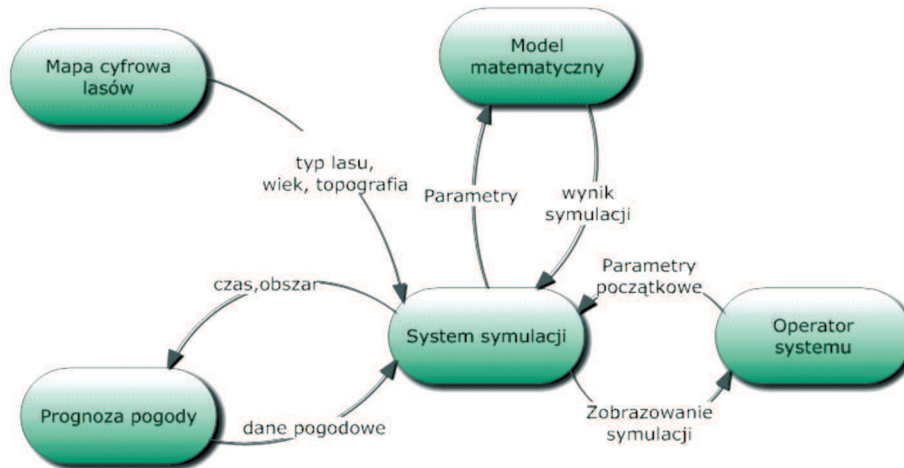 Model
matematyczny
Mapa cyfrowa
lasów
typ lasu,
wiek, topografia
Parametry
wynik
symulacji
Parametry
początkowe
czas,obszar
System symulacji
Operator
systemu
Prognoza pogody
dane pogodowe
Zobrazowanie
symulacji